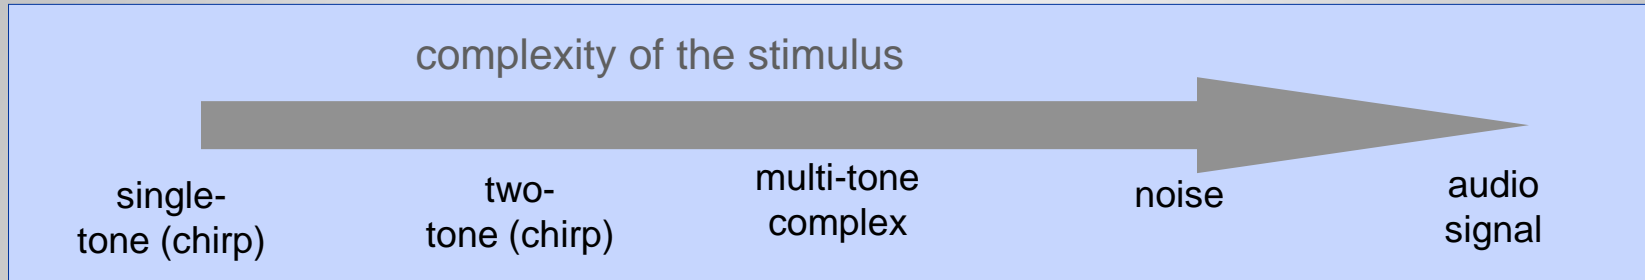 complexity of the stimulus
single-
tone (chirp)
two-
tone (chirp)
multi-tone
complex
noise
audio
signal